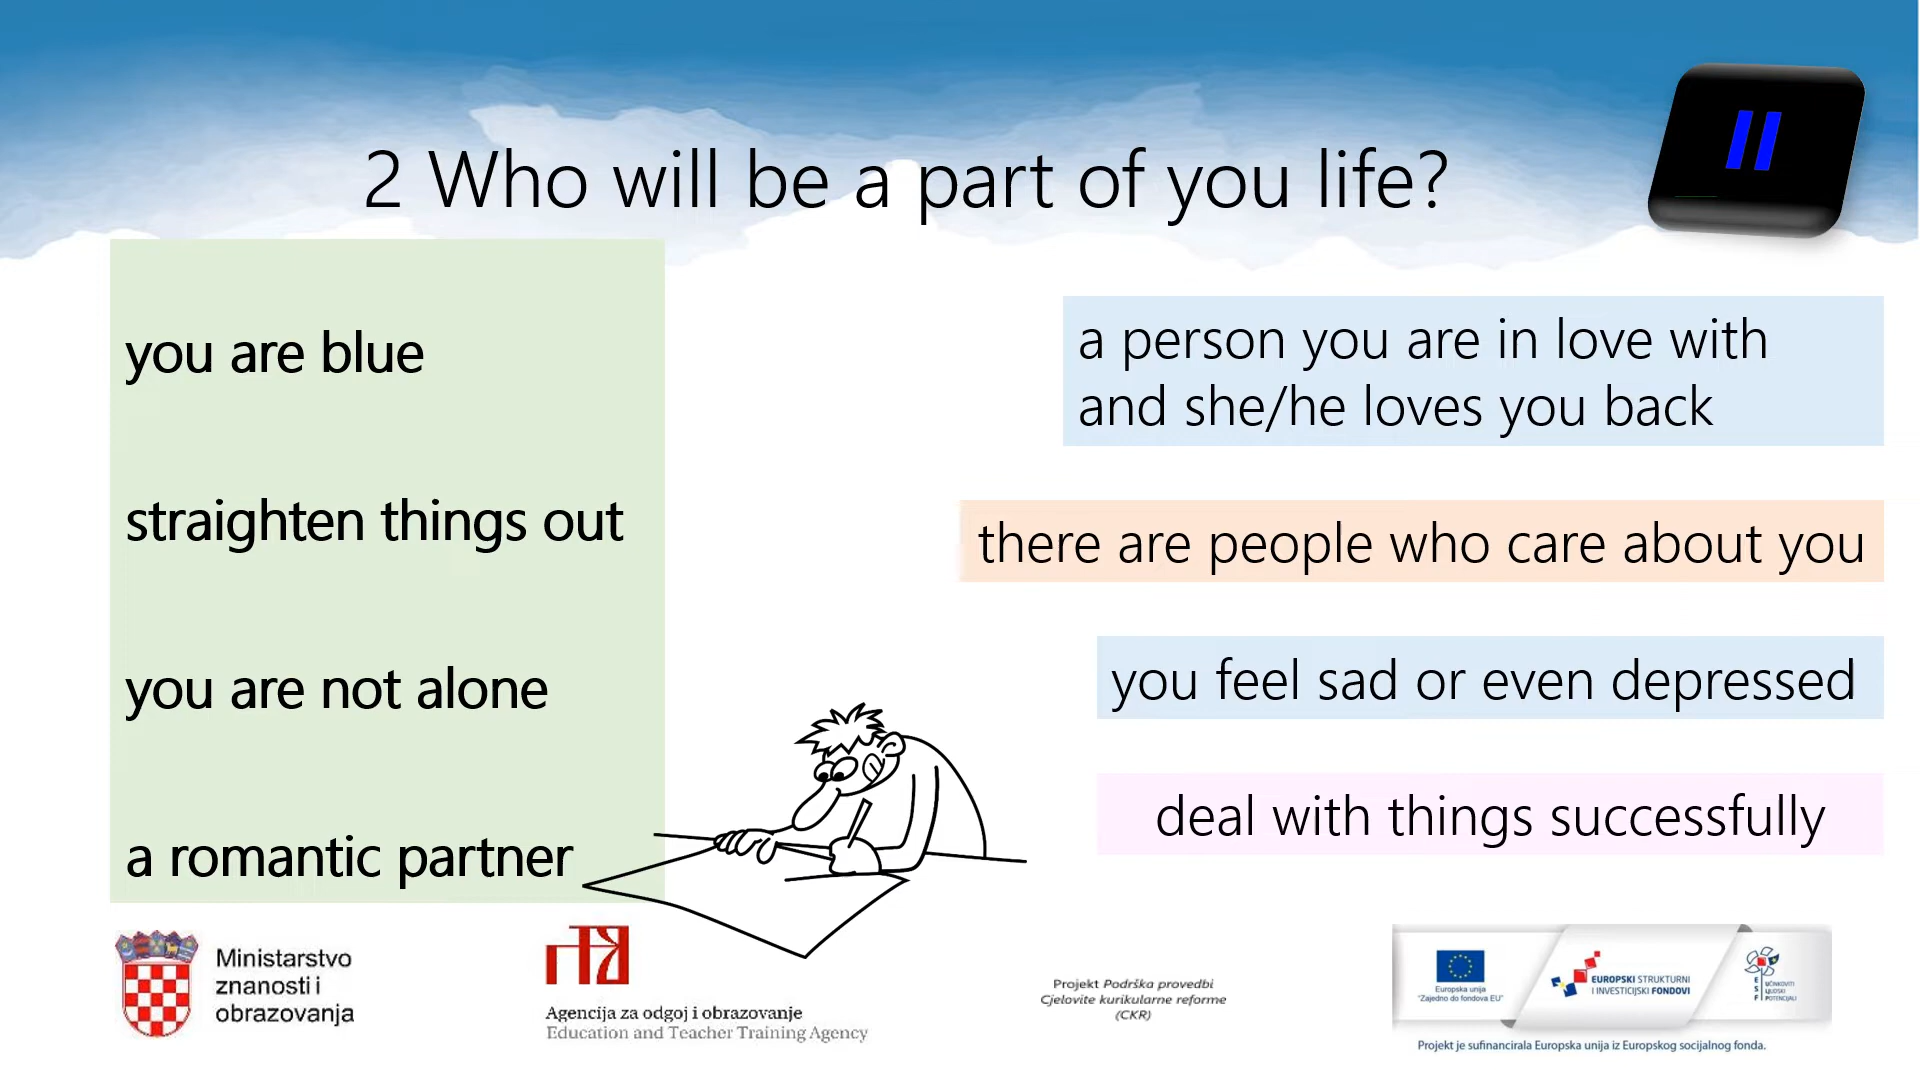 2 Who will be a part of you life?
you are blue
straighten things out
you are not alone
a romantic partner
a person you are in love with
and she/he loves you back
there are people who care about you
you feel sad or even depressed
deal with things successfully
Ministarstvo
znanosti i
obrazovanja
Agencija za odgoj i obrazovanje
Education and Teacher Training Agency
Projekt Podrška provedbi
Cjelovite kurikularne reforme
(CKR)
Europska unija
"Zajedno do fondova EU"
EUROPSKI STRUKTURNI
I INVESTICIJSKI FONDOVI
ESF
UČINKOVITI
LJUDSKI
POTENCIJALI
Projekt je sufinancirala Europska unija iz Europskog socijalnog fonda.